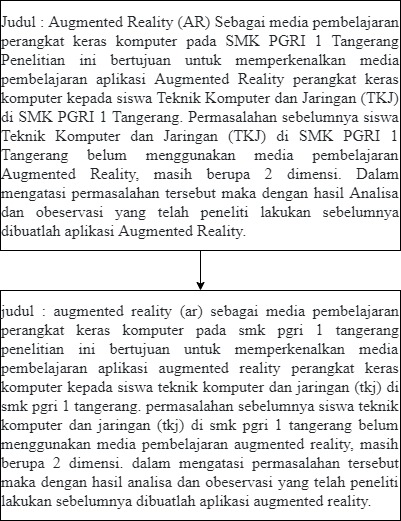 Judul : Augmented Reality (AR) Sebagai media pembelajaran
perangkat keras komputer pada SMK PGRI 1 Tangerang
Penelitian ini bertujuan untuk memperkenalkan media
pembelajaran aplikasi Augmented Reality perangkat keras
komputer kepada siswa Teknik Komputer dan Jaringan (TKJ)
di SMK PGRI 1 Tangerang. Permasalahan sebelumnya siswa
Teknik Komputer dan Jaringan (TKJ) di SMK PGRI 1
Tangerang belum menggunakan media pembelajaran
Augmented Reality, masih berupa 2 dimensi. Dalam
mengatasi permasalahan tersebut maka dengan hasil Analisa
dan obeservasi yang telah peneliti lakukan sebelumnya
dibuatlah aplikasi Augmented Reality.
judul : augmented reality (ar) sebagai media pembelajaran
perangkat keras komputer pada smk pgri 1 tangerang
penelitian ini bertujuan untuk memperkenalkan media
pembelajaran aplikasi augmented reality perangkat keras
komputer kepada siswa teknik komputer dan jaringan (tkj) di
smk pgri 1 tangerang. permasalahan sebelumnya siswa teknik
komputer dan jaringan (tkj) di smk pgri 1 tangerang belum
menggunakan media pembelajaran augmented reality, masih
berupa 2 dimensi. dalam mengatasi permasalahan tersebut
maka dengan hasil analisa dan obeservasi yang telah peneliti
lakukan sebelumnya dibuatlah aplikasi augmented reality.